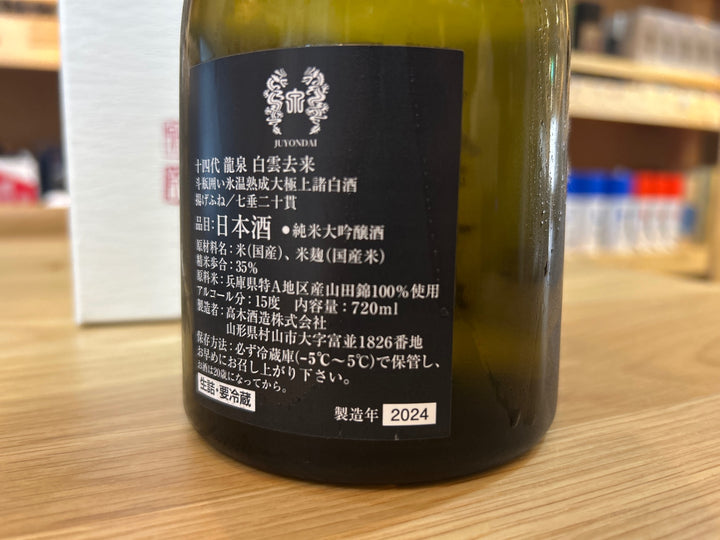 JUYONDAI
十四代 龍泉 白雲去来
斗瓶囲い氷温熟成大極上諸白酒
揚げふね／七垂二十貫
品目：日本酒 ●純米大吟醸酒
原材料名：米（国産）、米麹（国産米）
精米歩合：35%
原料米：兵庫県特A地区産山田錦100%使用
アルコール分：15度 内容量：720ml
製造者：高木酒造株式会社
山形県村山市大字富並1826番地
保存方法：必ず冷蔵庫（−5℃〜5℃）で保管し、
お早めにお召し上がり下さい。
お酒は20歳になってから。
生詰・要冷蔵
製造年 2024